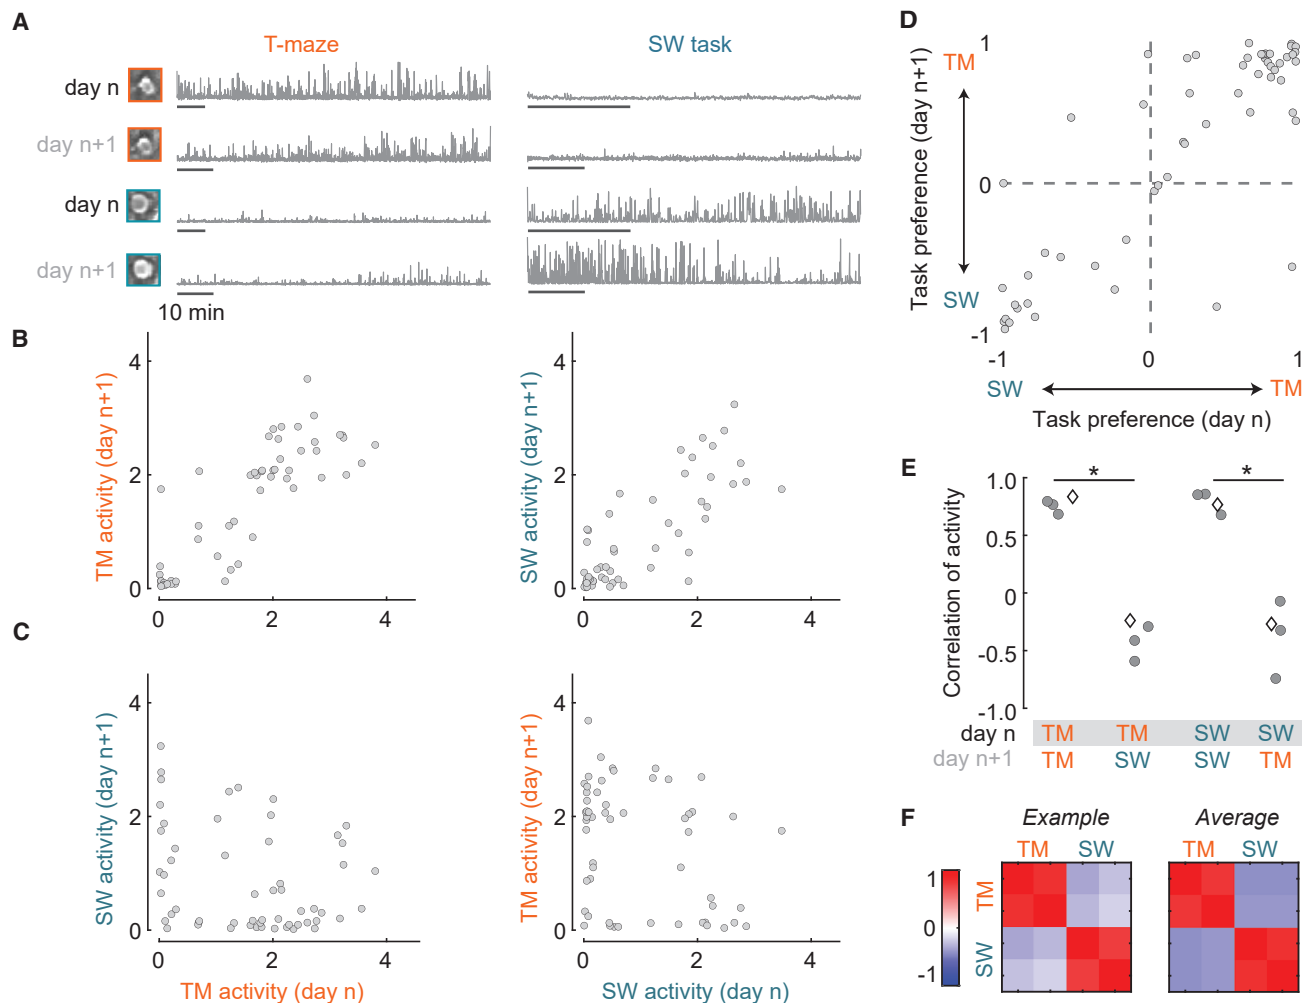 A
T-maze
SW task
day n
day n+1
day n
day n+1
10 min
B
TM activity (day n+1)
4
2
0
0
2
4
SW activity (day n+1)
4
2
0
0
2
4
C
SW activity (day n+1)
4
2
0
0
2
4
TM activity (day n)
TM activity (day n+1)
4
2
0
0
2
4
SW activity (day n)
D
Task preference (day n+1)
1
TM
0
SW
-1
-1
0
1
SW
TM
Task preference (day n)
E
Correlation of activity
1.0
0.5
0
-0.5
-1.0
*
*
day n TM TM SW SW
day n+1 TM SW SW TM
F
Example
Average
TM SW
TM SW
1
0
-1
TM
SW